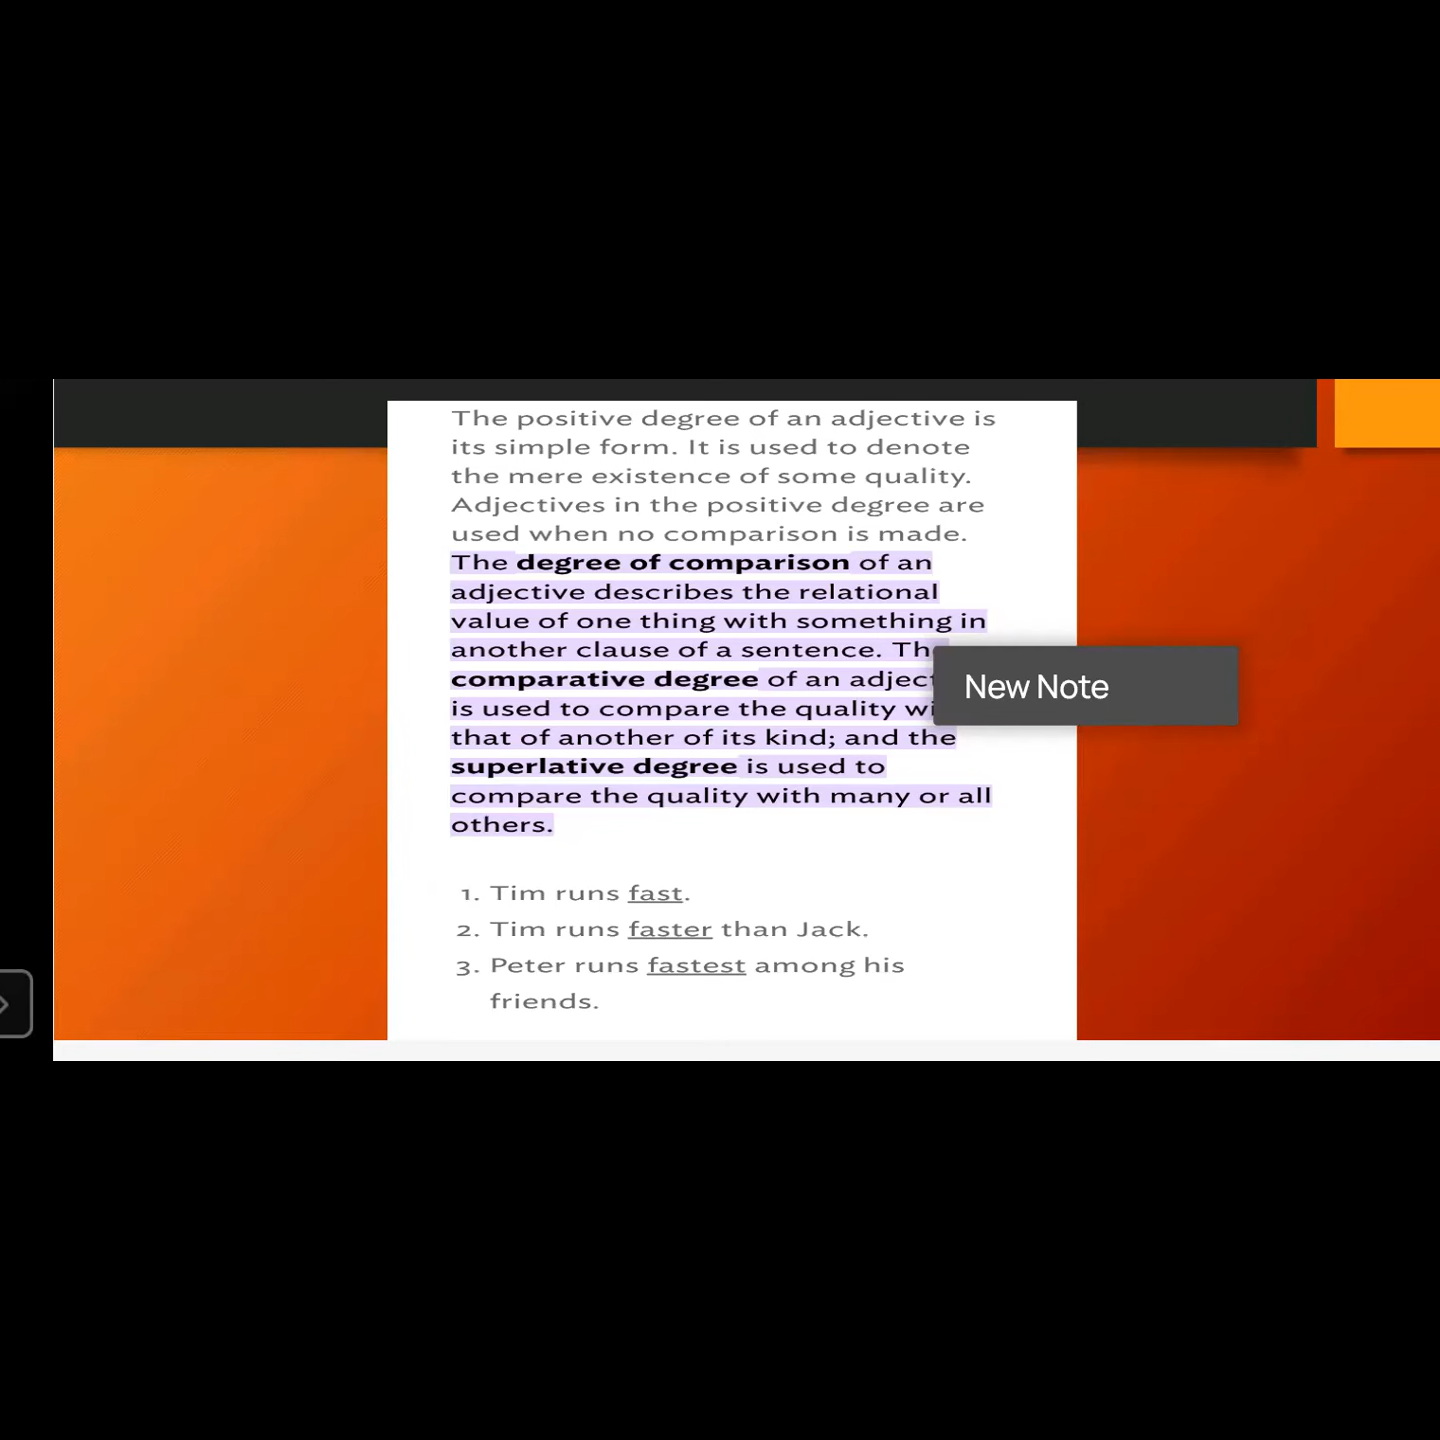 The positive degree of an adjective is
its simple form. It is used to denote
the mere existence of some quality.
Adjectives in the positive degree are
used when no comparison is made.
The degree of comparison of an
adjective describes the relational
value of one thing with something in
another clause of a sentence.
comparative degree of an
is used to compare the quality
that of another of its kind; and the
superlative degree is used to
compare the quality with many or all
others.
New Note
1. Tim runs fast.
2. Tim runs faster than Jack.
3. Peter runs fastest among his
friends.